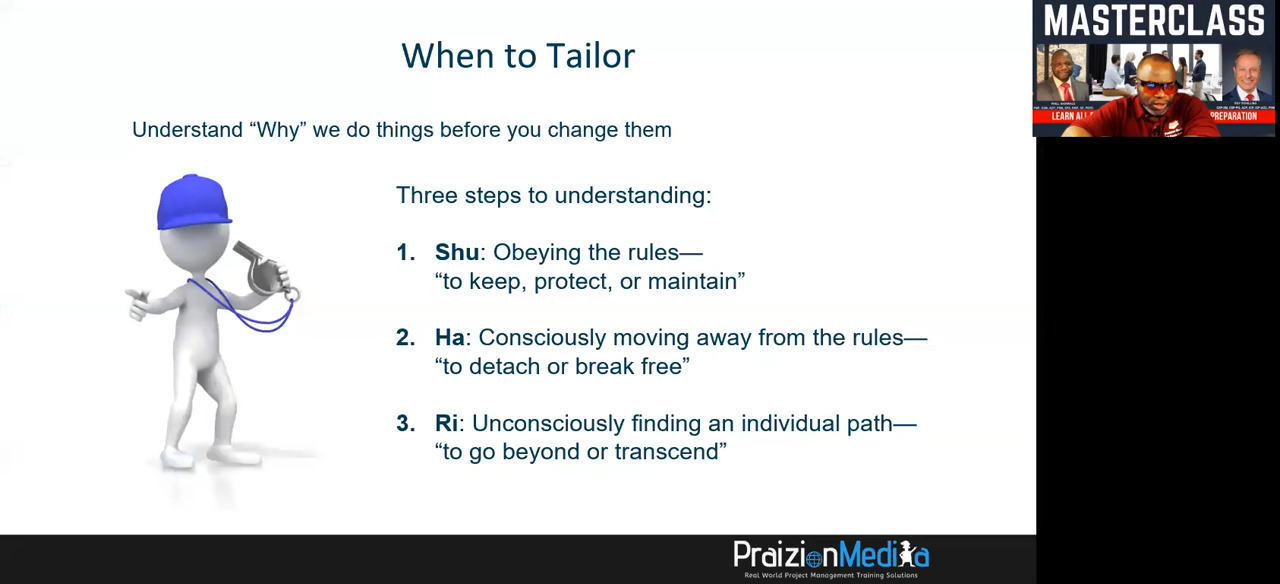 When to Tailor
Understand “Why” we do things before you change them
Three steps to understanding:
1. Shu: Obeying the rules—
“to keep, protect, or maintain”
2. Ha: Consciously moving away from the rules—
“to detach or break free”
3. Ri: Unconsciously finding an individual path—
“to go beyond or transcend”
PraizionMedia
Real World Project Management Training Solutions
MASTERCLASS
LEARN ALL
PREPARATION